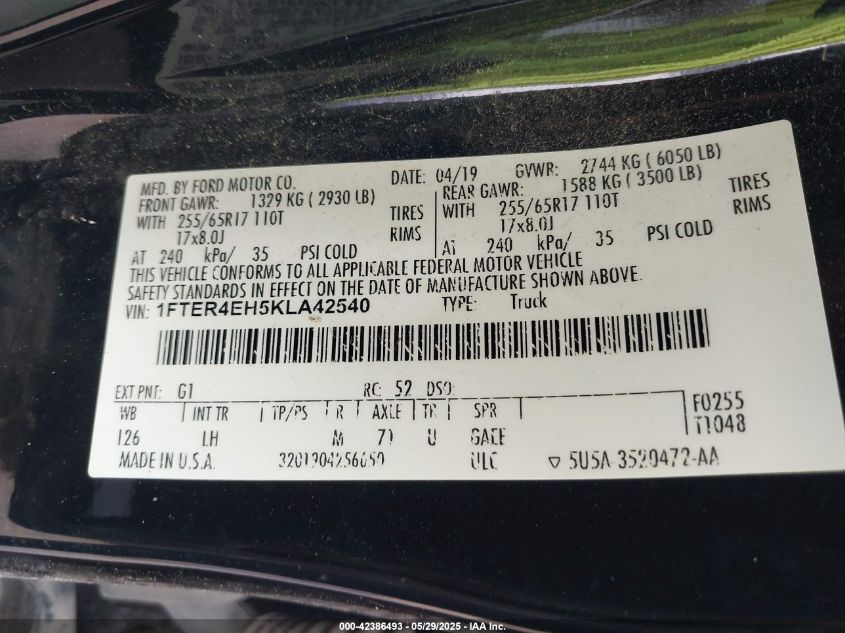 MFD. BY FORD MOTOR CO. DATE: 04/19 GVWR: 2744 KG ( 6050 LB)
FRONT GAWR: 1329 KG ( 2930 LB) REAR GAWR: 1588 KG ( 3500 LB)
WITH 255/65R17 110T TIRES WITH 255/65R17 110T TIRES
17x8.0J RIMS 17x8.0J RIMS
AT 240 kPa/ 35 PSI COLD AT 240 kPa/ 35 PSI COLD
THIS VEHICLE CONFORMS TO ALL APPLICABLE FEDERAL MOTOR VEHICLE
SAFETY STANDARDS IN EFFECT ON THE DATE OF MANUFACTURE SHOWN ABOVE.
VIN: 1FTER4EH5KLA42540 TYPE: Truck
EXT PNT: G1 RC: 52 DSO:
WB INT TR TP/PS R AXLE TR SPR F0255
T1048
126 LH M 71 U
MADE IN U.S.A. ▽ 5U5A-3520472-AA
000-42386493 - 05/29/2025 - IAA Inc.